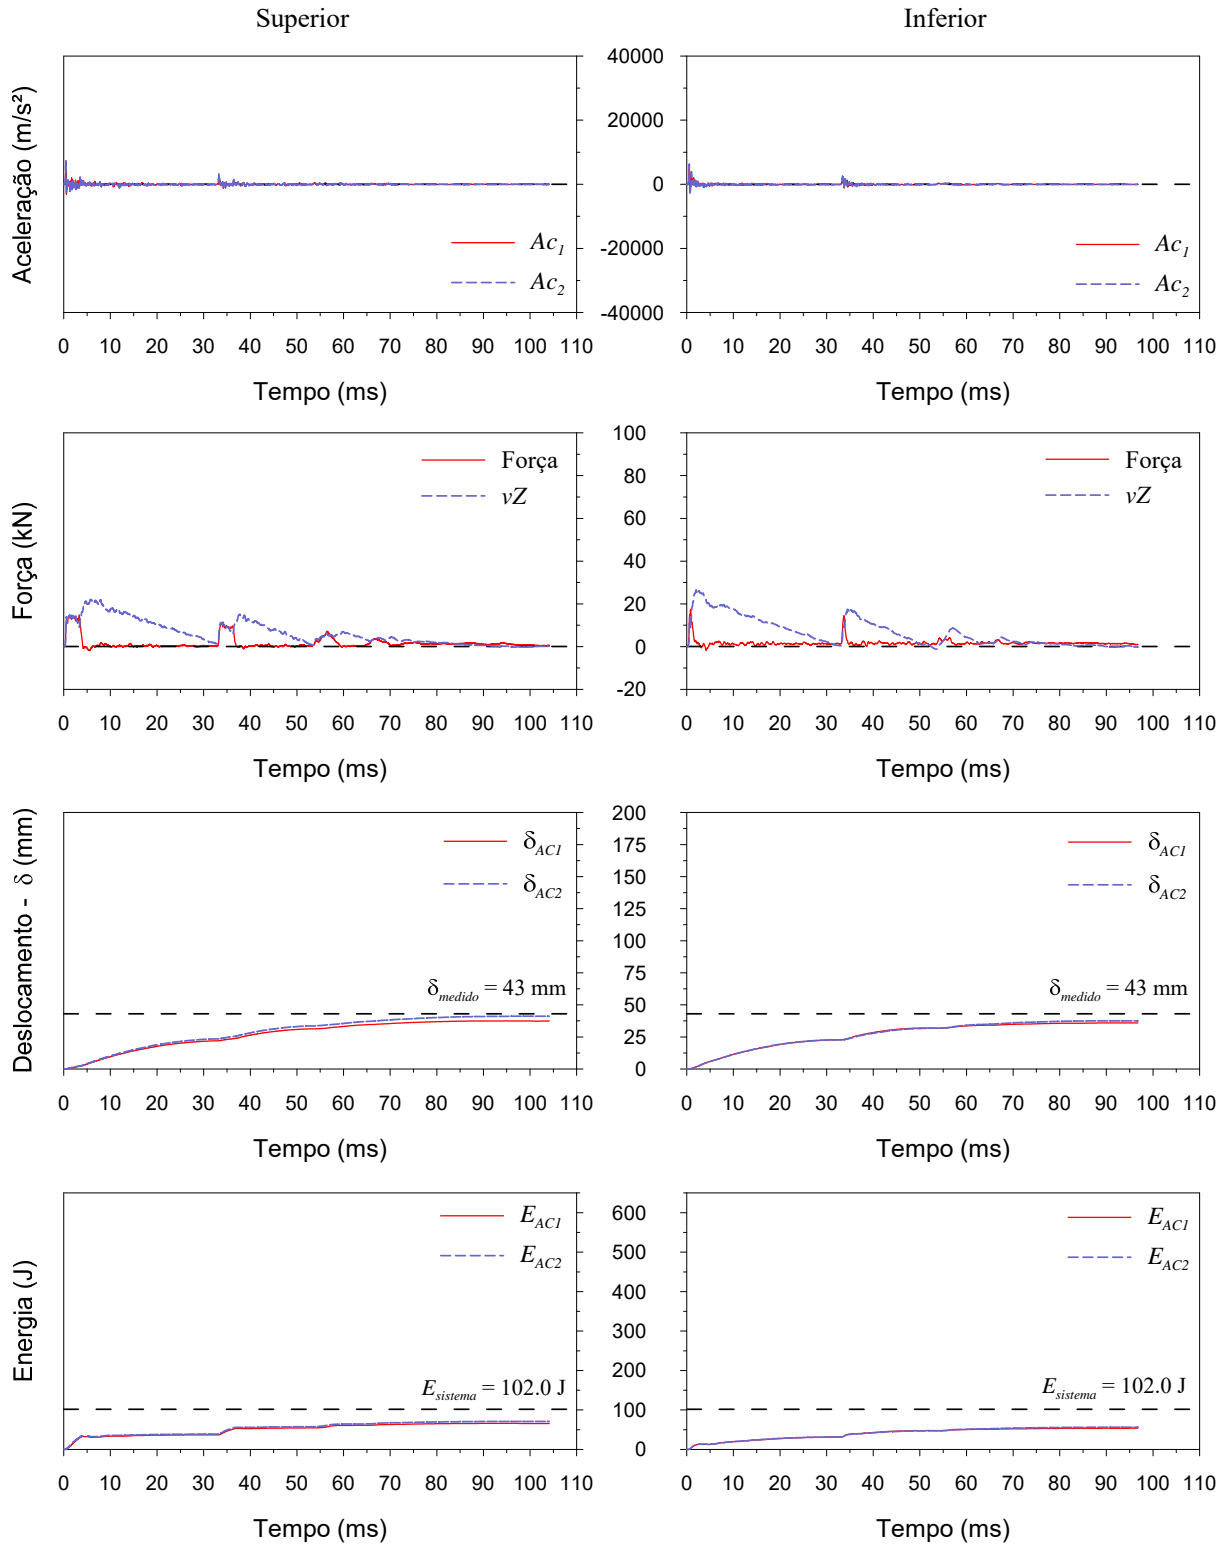 Superior
Inferior
Aceleração (m/s²)
40000
20000
0
-20000
-40000
Ac1
Ac2
Ac1
Ac2
0 10 20 30 40 50 60 70 80 90 100 110
0 10 20 30 40 50 60 70 80 90 100 110
Tempo (ms)
Tempo (ms)
Força (kN)
100
80
60
40
20
0
-20
Força
vZ
Força
vZ
0 10 20 30 40 50 60 70 80 90 100 110
0 10 20 30 40 50 60 70 80 90 100 110
Tempo (ms)
Tempo (ms)
Deslocamento - δ (mm)
200
175
150
125
100
75
50
25
0
δAC1
δAC2
δmedido = 43 mm
δAC1
δAC2
δmedido = 43 mm
0 10 20 30 40 50 60 70 80 90 100 110
0 10 20 30 40 50 60 70 80 90 100 110
Tempo (ms)
Tempo (ms)
Energia (J)
600
500
400
300
200
100
0
EAC1
EAC2
Esistema = 102.0 J
EAC1
EAC2
Esistema = 102.0 J
0 10 20 30 40 50 60 70 80 90 100 110
0 10 20 30 40 50 60 70 80 90 100 110
Tempo (ms)
Tempo (ms)